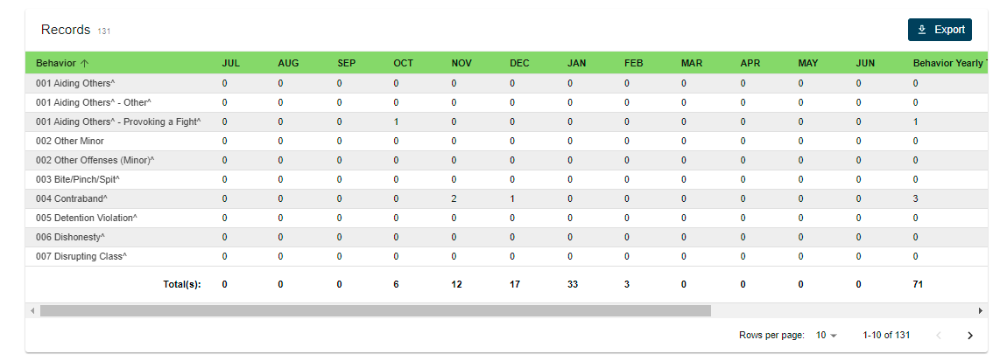 Records 131
Export
Behavior JUL AUG SEP OCT NOV DEC JAN FEB MAR APR MAY JUN Behavior Yearly
001 Aiding Others^ 0 0 0 0 0 0 0 0 0 0 0 0 0
001 Aiding Others^ - Other^ 0 0 0 0 0 0 0 0 0 0 0 0 0
001 Aiding Others^ - Provoking a Fight^ 0 0 0 1 0 0 0 0 0 0 0 0 1
002 Other Minor 0 0 0 0 0 0 0 0 0 0 0 0 0
002 Other Offenses (Minor)^ 0 0 0 0 0 0 0 0 0 0 0 0 0
003 Bite/Pinch/Spit^ 0 0 0 0 0 0 0 0 0 0 0 0 0
004 Contraband^ 0 0 0 0 2 1 0 0 0 0 0 0 3
005 Detention Violation^ 0 0 0 0 0 0 0 0 0 0 0 0 0
006 Dishonesty^ 0 0 0 0 0 0 0 0 0 0 0 0 0
007 Disrupting Class^ 0 0 0 0 0 0 0 0 0 0 0 0 0
Total(s): 0 0 0 6 12 17 33 3 0 0 0 0 71
Rows per page: 10 1-10 of 131